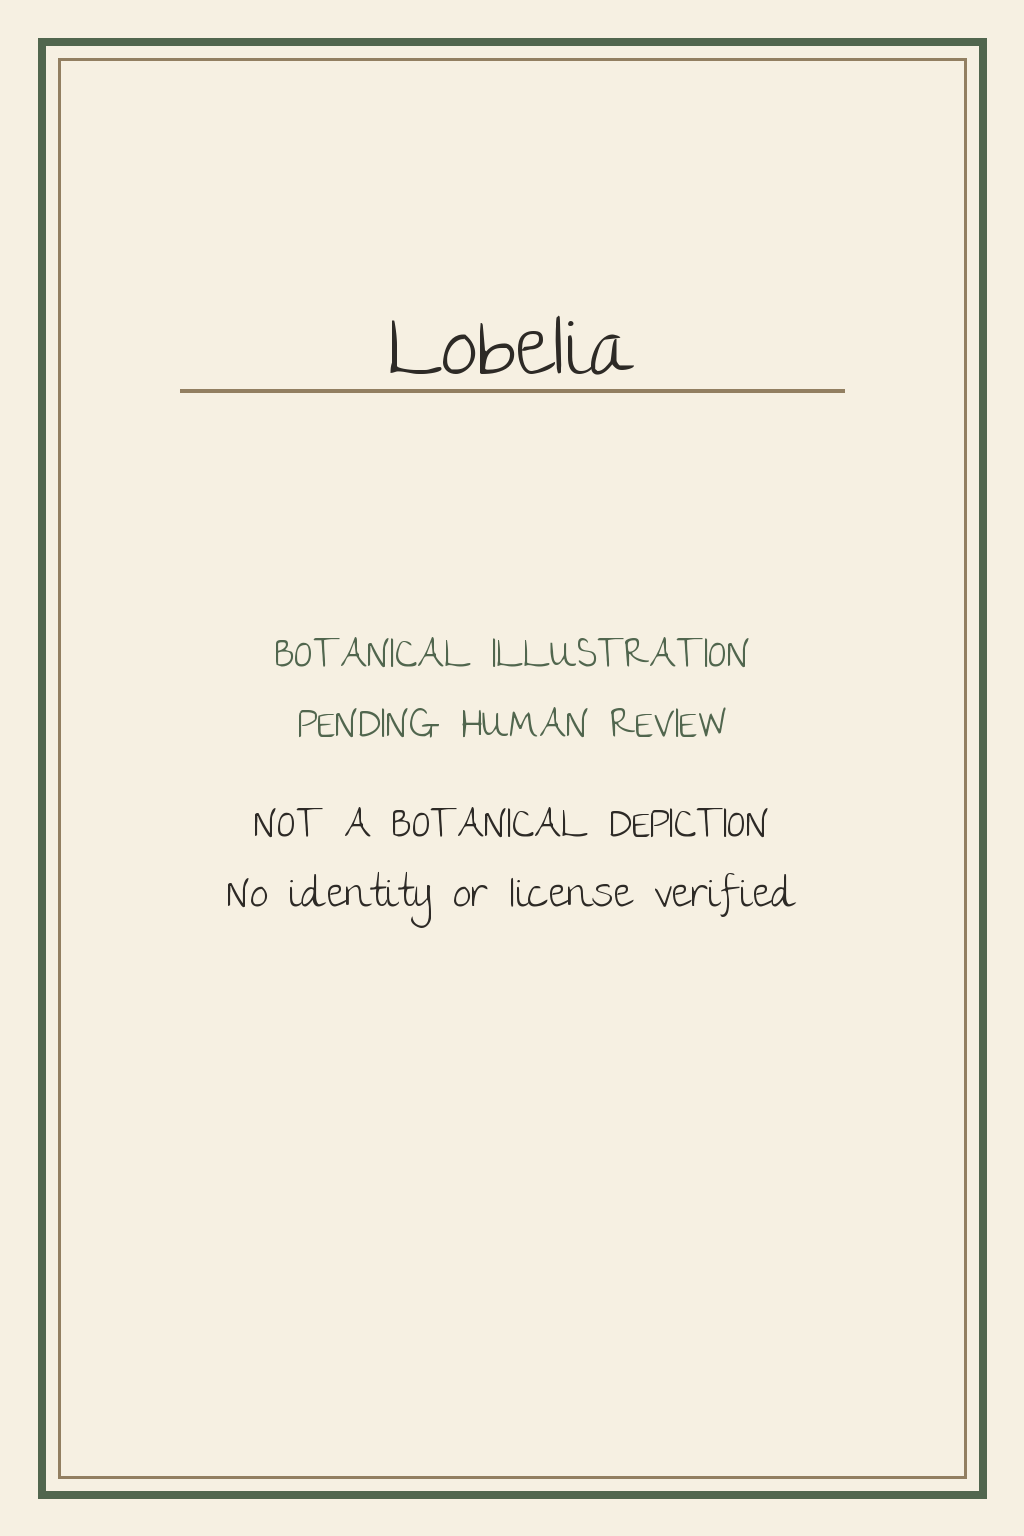 Lobelia
BOTANICAL ILLUSTRATION
PENDING HUMAN REVIEW
NOT A BOTANICAL DEPICTION
No identity or license verified